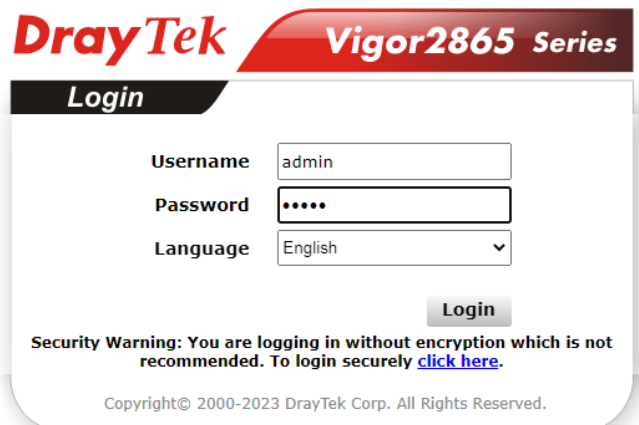 DrayTek Vigor2865 Series
Login
Username admin
Password •••••
Language English
Login
Security Warning: You are logging in without encryption which is not
recommended. To login securely click here.
Copyright© 2000-2023 DrayTek Corp. All Rights Reserved.